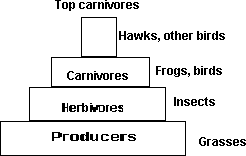 Top carnivores
Hawks, other birds
Carnivores
Frogs, birds
Herbivores
Insects
Producers
Grasses